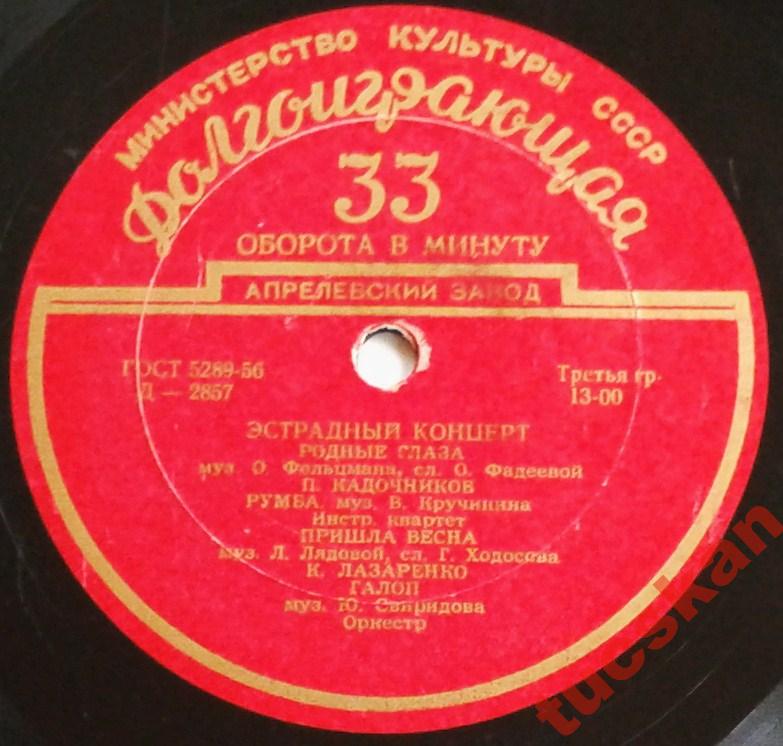 МИНИСТЕРСТВО КУЛЬТУРЫ СССР
Долгоиграющая
33
ОБОРОТА В МИНУТУ
АПРЕЛЕВСКИЙ ЗАВОД
ГОСТ 5289-56
Д — 2857
Третья гр.
13-00
ЭСТРАДНЫЙ КОНЦЕРТ
РОДНЫЕ ГЛАЗА
муз. О. Фельцмана, сл. О. Фадеевой
П. КАДОЧНИКОВ
РУМБА, муз. В. Кручинина
Инстр. квартет
ПРИШЛА ВЕСНА
муз. Л. Лядовой, сл. Г. Ходосова
К. ЛАЗАРЕНКО
ГАЛОП
муз. Ю. Свиридова
Оркестр
tucskan